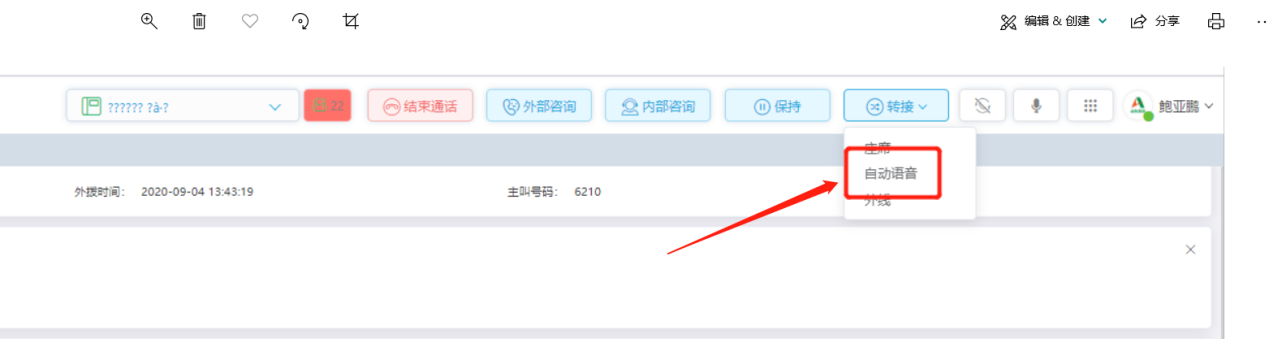 编辑 & 创建 分享
?????? ?à·? 22 结束通话 外部咨询 内部咨询 保持 转接 鲍亚鹏
座席
自动语音
外线
外拨时间: 2020-09-04 13:43:19 主叫号码: 6210